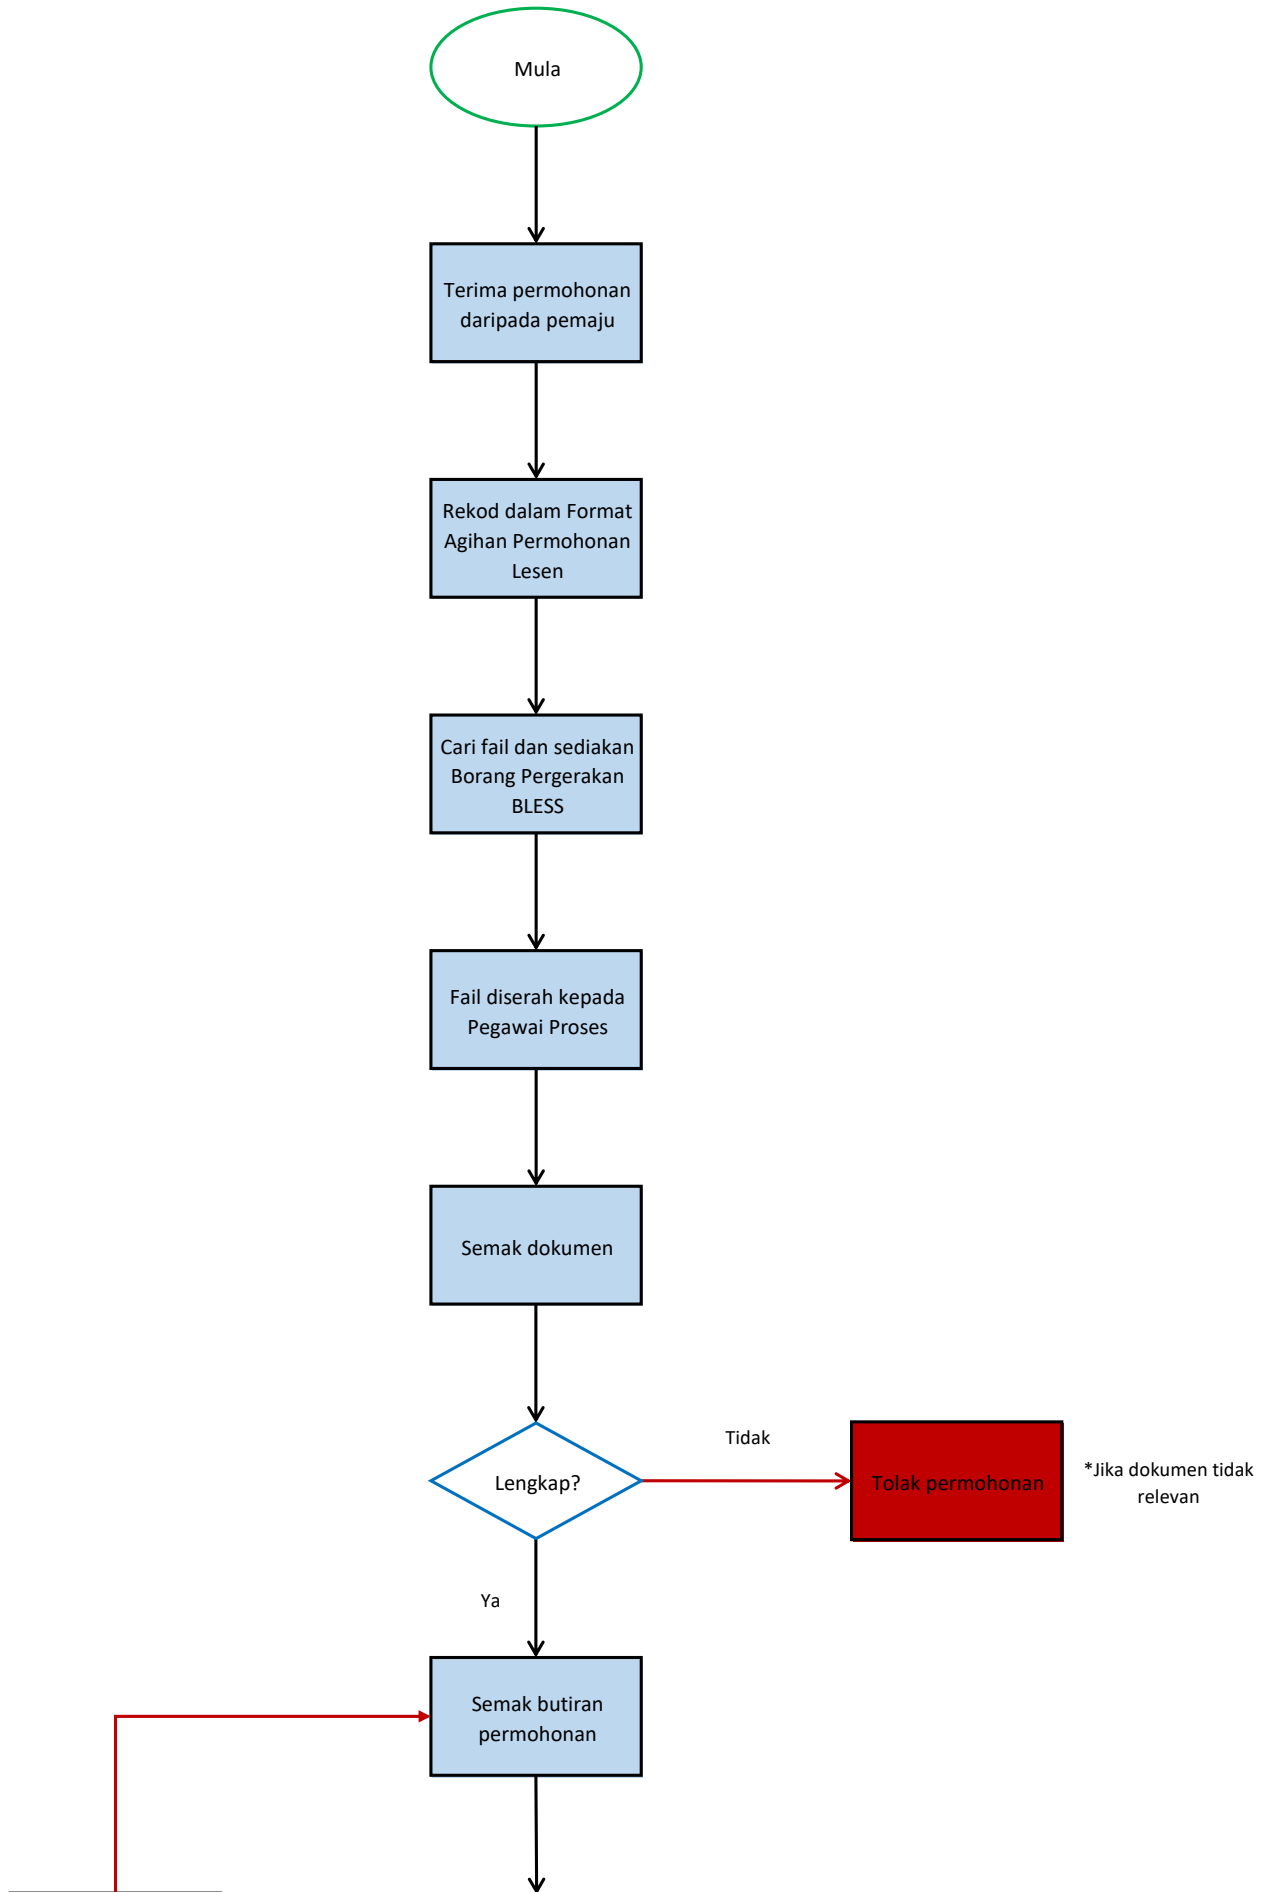 Mula
Terima permohonan
daripada pemaju
Rekod dalam Format
Agihan Permohonan
Lesen
Cari fail dan sediakan
Borang Pergerakan
BLESS
Fail diserah kepada
Pegawai Proses
Semak dokumen
Lengkap?
Tidak
Tolak permohonan
*Jika dokumen tidak
relevan
Ya
Semak butiran
permohonan